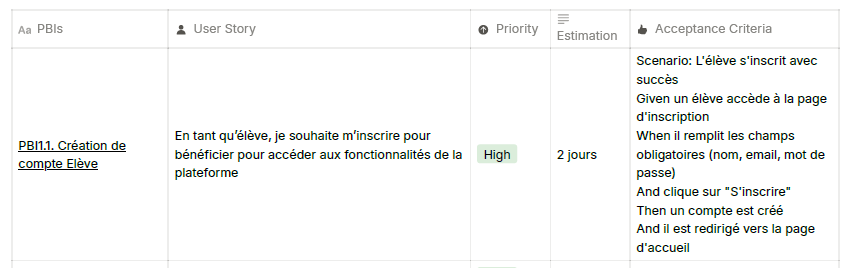 Aa PBIs
User Story
Priority
Estimation
Acceptance Criteria
PBI1.1. Création de
compte Elève
En tant qu’élève, je souhaite m’inscrire pour
bénéficier pour accéder aux fonctionnalités de la
plateforme
High
2 jours
Scenario: L'élève s'inscrit avec
succès
Given un élève accède à la page
d'inscription
When il remplit les champs
obligatoires (nom, email, mot de
passe)
And clique sur "S'inscrire"
Then un compte est créé
And il est redirigé vers la page
d'accueil